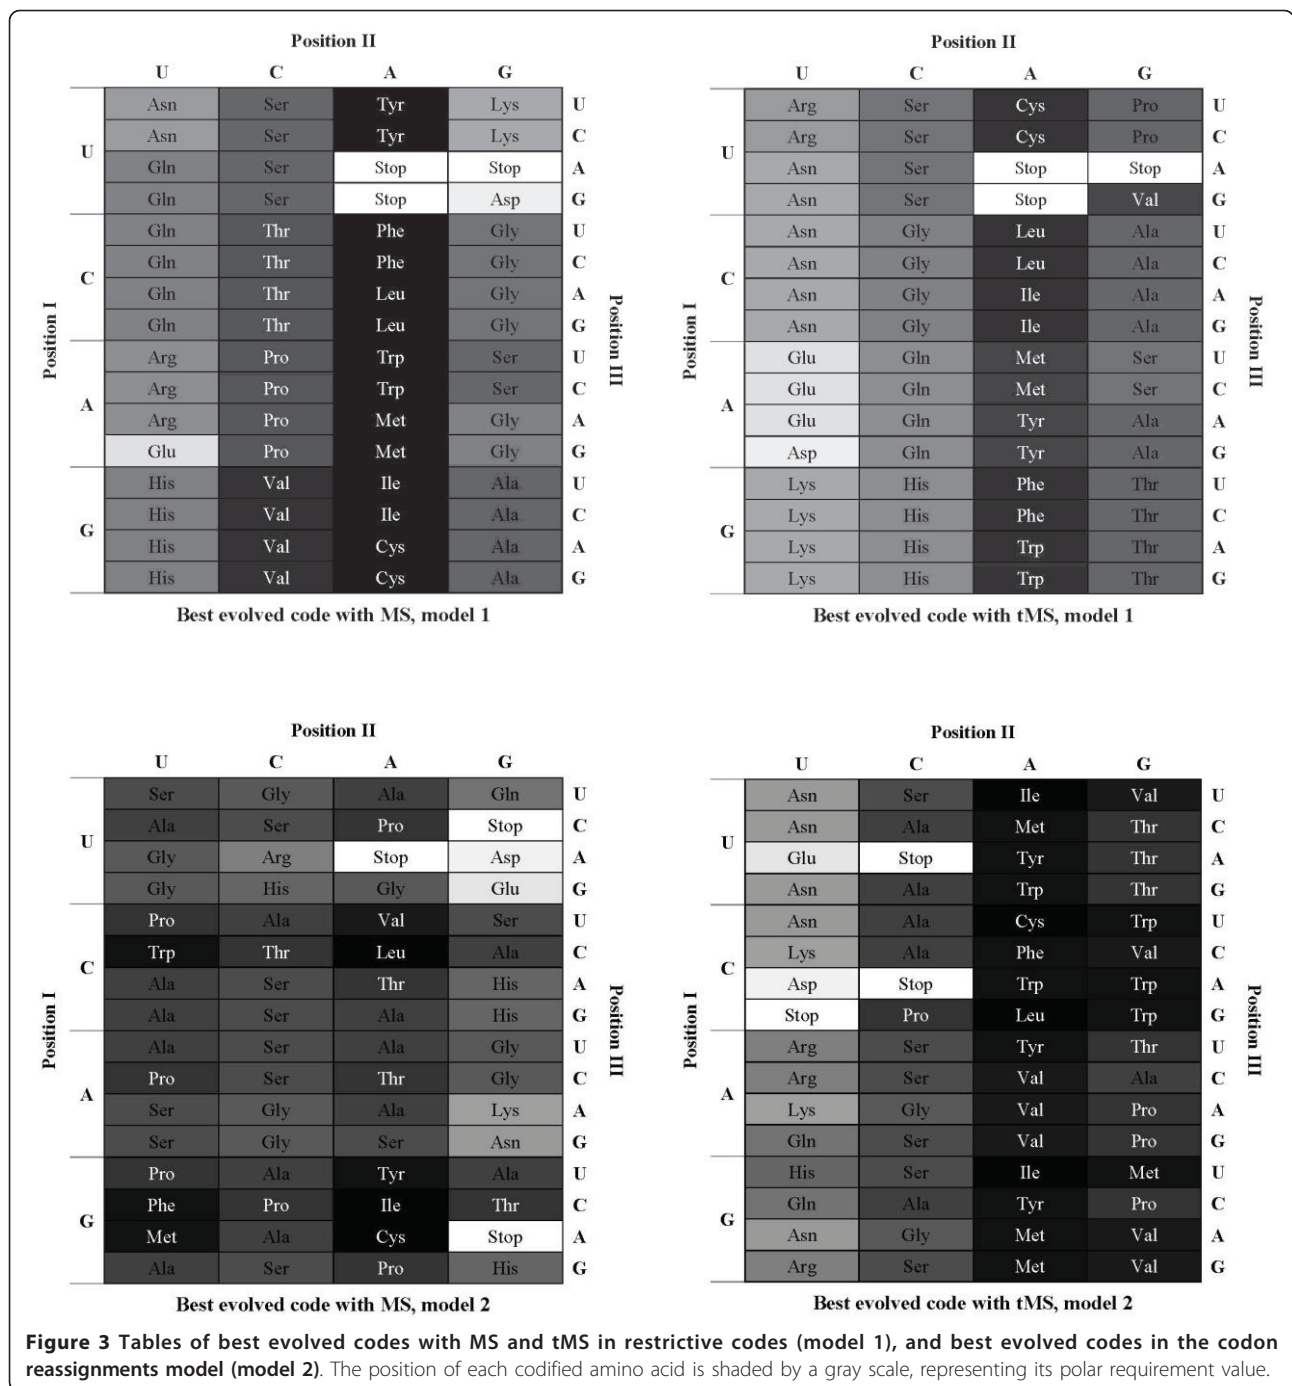 Position II
U C A G
Position I
U Asn Ser Tyr Lys U
Asn Ser Tyr Lys C
Gln Ser Stop Stop A
Gln Ser Stop Asp G
C Gln Thr Phe Gly U
Gln Thr Phe Gly C
Gln Thr Leu Gly A
Gln Thr Leu Gly G
A Arg Pro Trp Ser U
Arg Pro Trp Ser C
Arg Pro Met Gly A
Glu Pro Met Gly G
G His Val Ile Ala U
His Val Ile Ala C
His Val Cys Ala A
His Val Cys Ala G
Position III
Best evolved code with MS, model 1
Position II
U C A G
Position I
U Arg Ser Cys Pro U
Arg Ser Cys Pro C
Asn Ser Stop Stop A
Asn Ser Stop Val G
C Asn Gly Leu Ala U
Asn Gly Leu Ala C
Asn Gly Ile Ala A
Asn Gly Ile Ala G
A Glu Gln Met Ser U
Glu Gln Met Ser C
Glu Gln Tyr Ala A
Asp Gln Tyr Ala G
G Lys His Phe Thr U
Lys His Phe Thr C
Lys His Trp Thr A
Lys His Trp Thr G
Position III
Best evolved code with tMS, model 1
Position II
U C A G
Position I
U Ser Gly Ala Gln U
Ala Ser Pro Stop C
Gly Arg Stop Asp A
Gly His Gly Glu G
C Pro Ala Val Ser U
Trp Thr Leu Ala C
Ala Ser Thr His A
Ala Ser Ala His G
A Ala Ser Ala Gly U
Pro Ser Thr Gly C
Ser Gly Ala Lys A
Ser Gly Ser Asn G
G Pro Ala Tyr Ala U
Phe Pro Ile Thr C
Met Ala Cys Stop A
Ala Ser Pro His G
Position III
Best evolved code with MS, model 2
Position II
U C A G
Position I
U Asn Ser Ile Val U
Asn Ala Met Thr C
Glu Stop Tyr Thr A
Asn Ala Trp Thr G
C Asn Ala Cys Trp U
Lys Ala Phe Val C
Asp Stop Trp Trp A
Stop Pro Leu Trp G
A Arg Ser Tyr Thr U
Arg Ser Val Ala C
Lys Gly Val Pro A
Gln Ser Val Pro G
G His Ser Ile Met U
Gln Ala Tyr Pro C
Asn Gly Met Val A
Arg Ser Met Val G
Position III
Best evolved code with tMS, model 2
Figure 3 Tables of best evolved codes with MS and tMS in restrictive codes (model 1), and best evolved codes in the codon
reassignments model (model 2). The position of each codified amino acid is shaded by a gray scale, representing its polar requirement value.